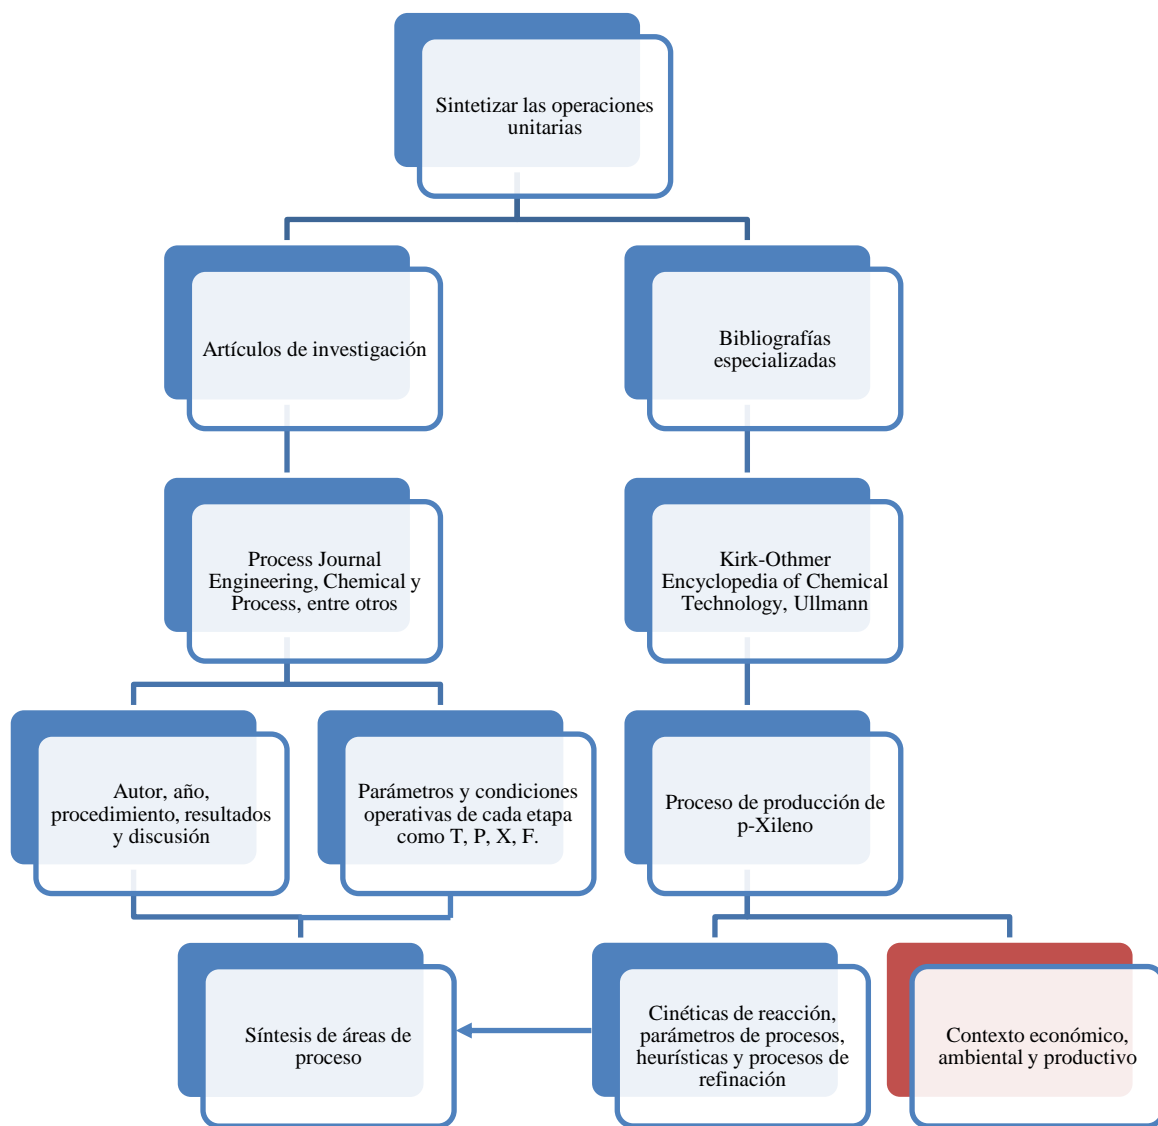 Sintetizar las operaciones
unitarias
Artículos de investigación
Bibliografías
especializadas
Process Journal
Engineering, Chemical y
Process, entre otros
Kirk-Othmer
Encyclopedia of Chemical
Technology, Ullmann
Autor, año,
procedimiento, resultados
y discusión
Parámetros y condiciones
operativas de cada etapa
como T, P, X, F.
Proceso de producción de
p-Xileno
Síntesis de áreas de
proceso
Cinéticas de reacción,
parámetros de procesos,
heurísticas y procesos de
refinación
Contexto económico,
ambiental y productivo